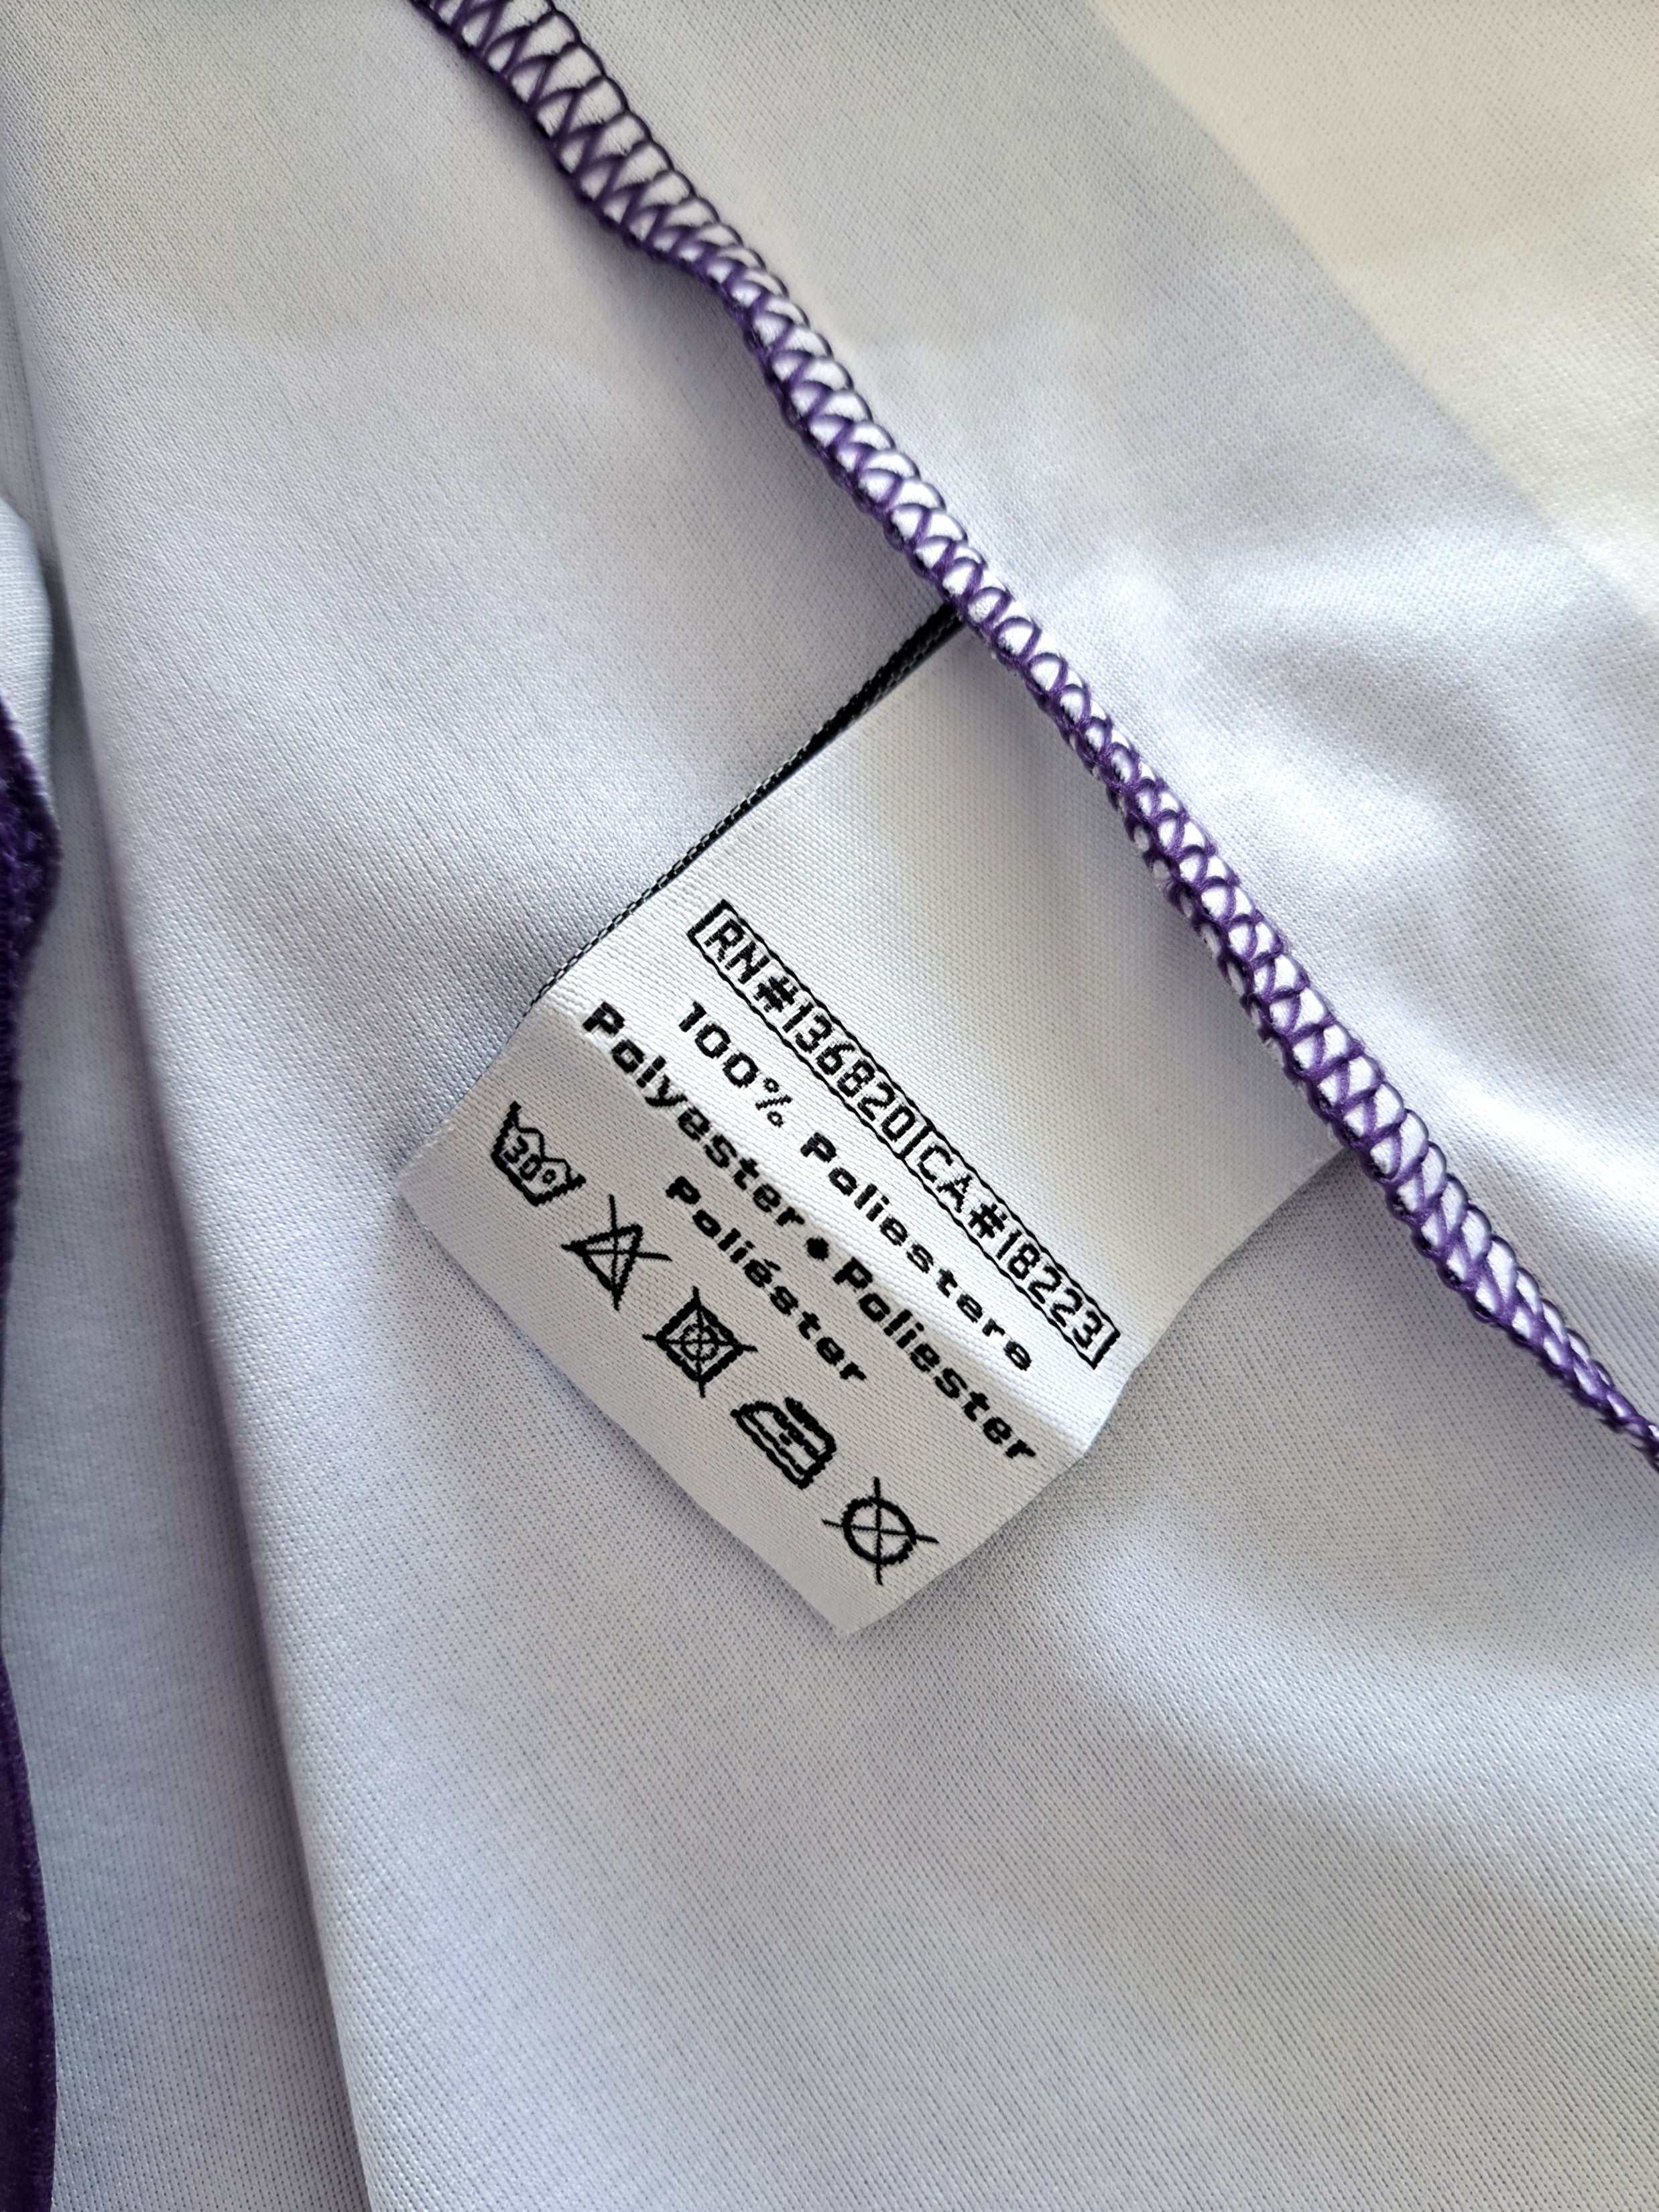 RN#136820 CA#18223
100% Poliestere
Polyester • Poliester
Poliéster
30°